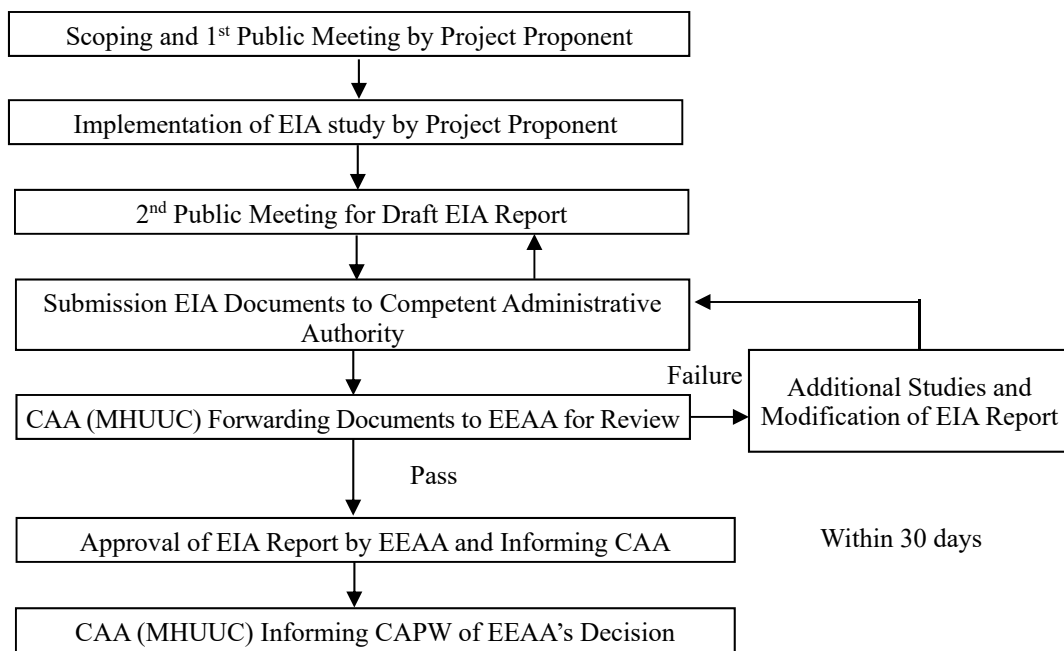 Scoping and 1st Public Meeting by Project Proponent
Implementation of EIA study by Project Proponent
2nd Public Meeting for Draft EIA Report
Submission EIA Documents to Competent Administrative
Authority
Failure
Additional Studies and
Modification of EIA Report
CAA (MHUUC) Forwarding Documents to EEAA for Review
Pass
Approval of EIA Report by EEAA and Informing CAA
Within 30 days
CAA (MHUUC) Informing CAPW of EEAA’s Decision